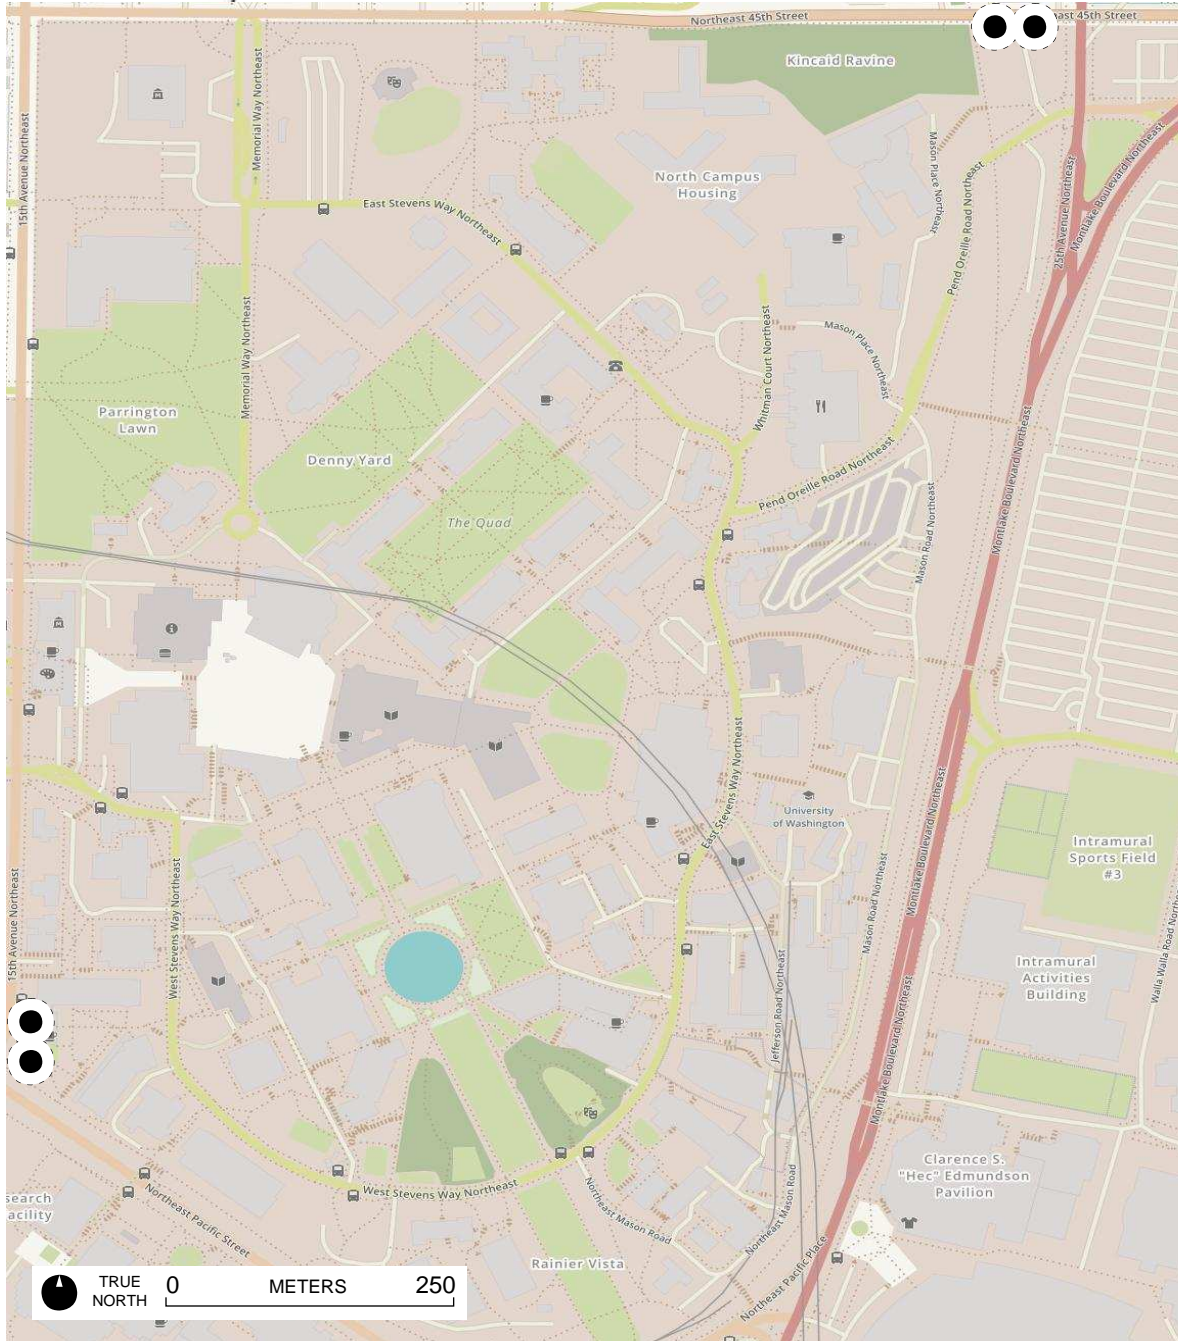 Northeast 45th Street
east 45th Street
Kincaid Ravine
15th Avenue Northeast
Memorial Way Northeast
Mason Place Northeast
Montlake Boulevard Northeast
25th Avenue Northeast
North Campus
Housing
East Stevens Way Northeast
Pend Oreille Road Northeast
Memorial Way Northeast
Whitman Court Northeast
Mason Place Northeast
Parrington
Lawn
Denny Yard
The Quad
Pend Oreille Road Northeast
Montlake Boulevard Northeast
Mason Road Northeast
East Stevens Way Northeast
University
of Washington
Montlake Boulevard Northeast
Intramural
Sports Field
#3
15th Avenue Northeast
West Stevens Way Northeast
Mason Road Northeast
Intramural
Activities
Building
Walla Walla Road Northe
Jefferson Road Northeast
Montlake Boulevard Northeast
Clarence S.
"Hec" Edmundson
Pavilion
search
acility
Northeast Pacific Street
West Stevens Way Northeast
Northeast Mason Road
Northeast Mason Road
Rainier Vista
Northeast Pacific Place
TRUE
NORTH
0 METERS 250